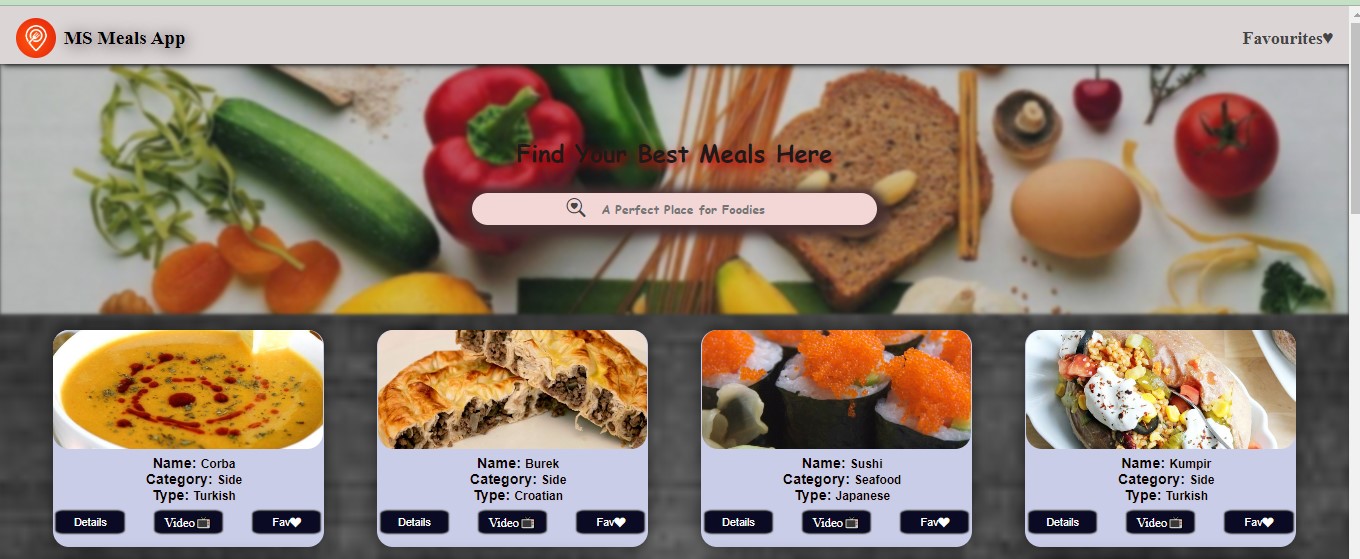 MS Meals App
Favourites♥
Find Your Best Meals Here
A Perfect Place for Foodies
Name: Corba
Category: Side
Type: Turkish
Details
Video📺
Fav♥
Name: Burek
Category: Side
Type: Croatian
Details
Video📺
Fav♥
Name: Sushi
Category: Seafood
Type: Japanese
Details
Video📺
Fav♥
Name: Kumpir
Category: Side
Type: Turkish
Details
Video📺
Fav♥